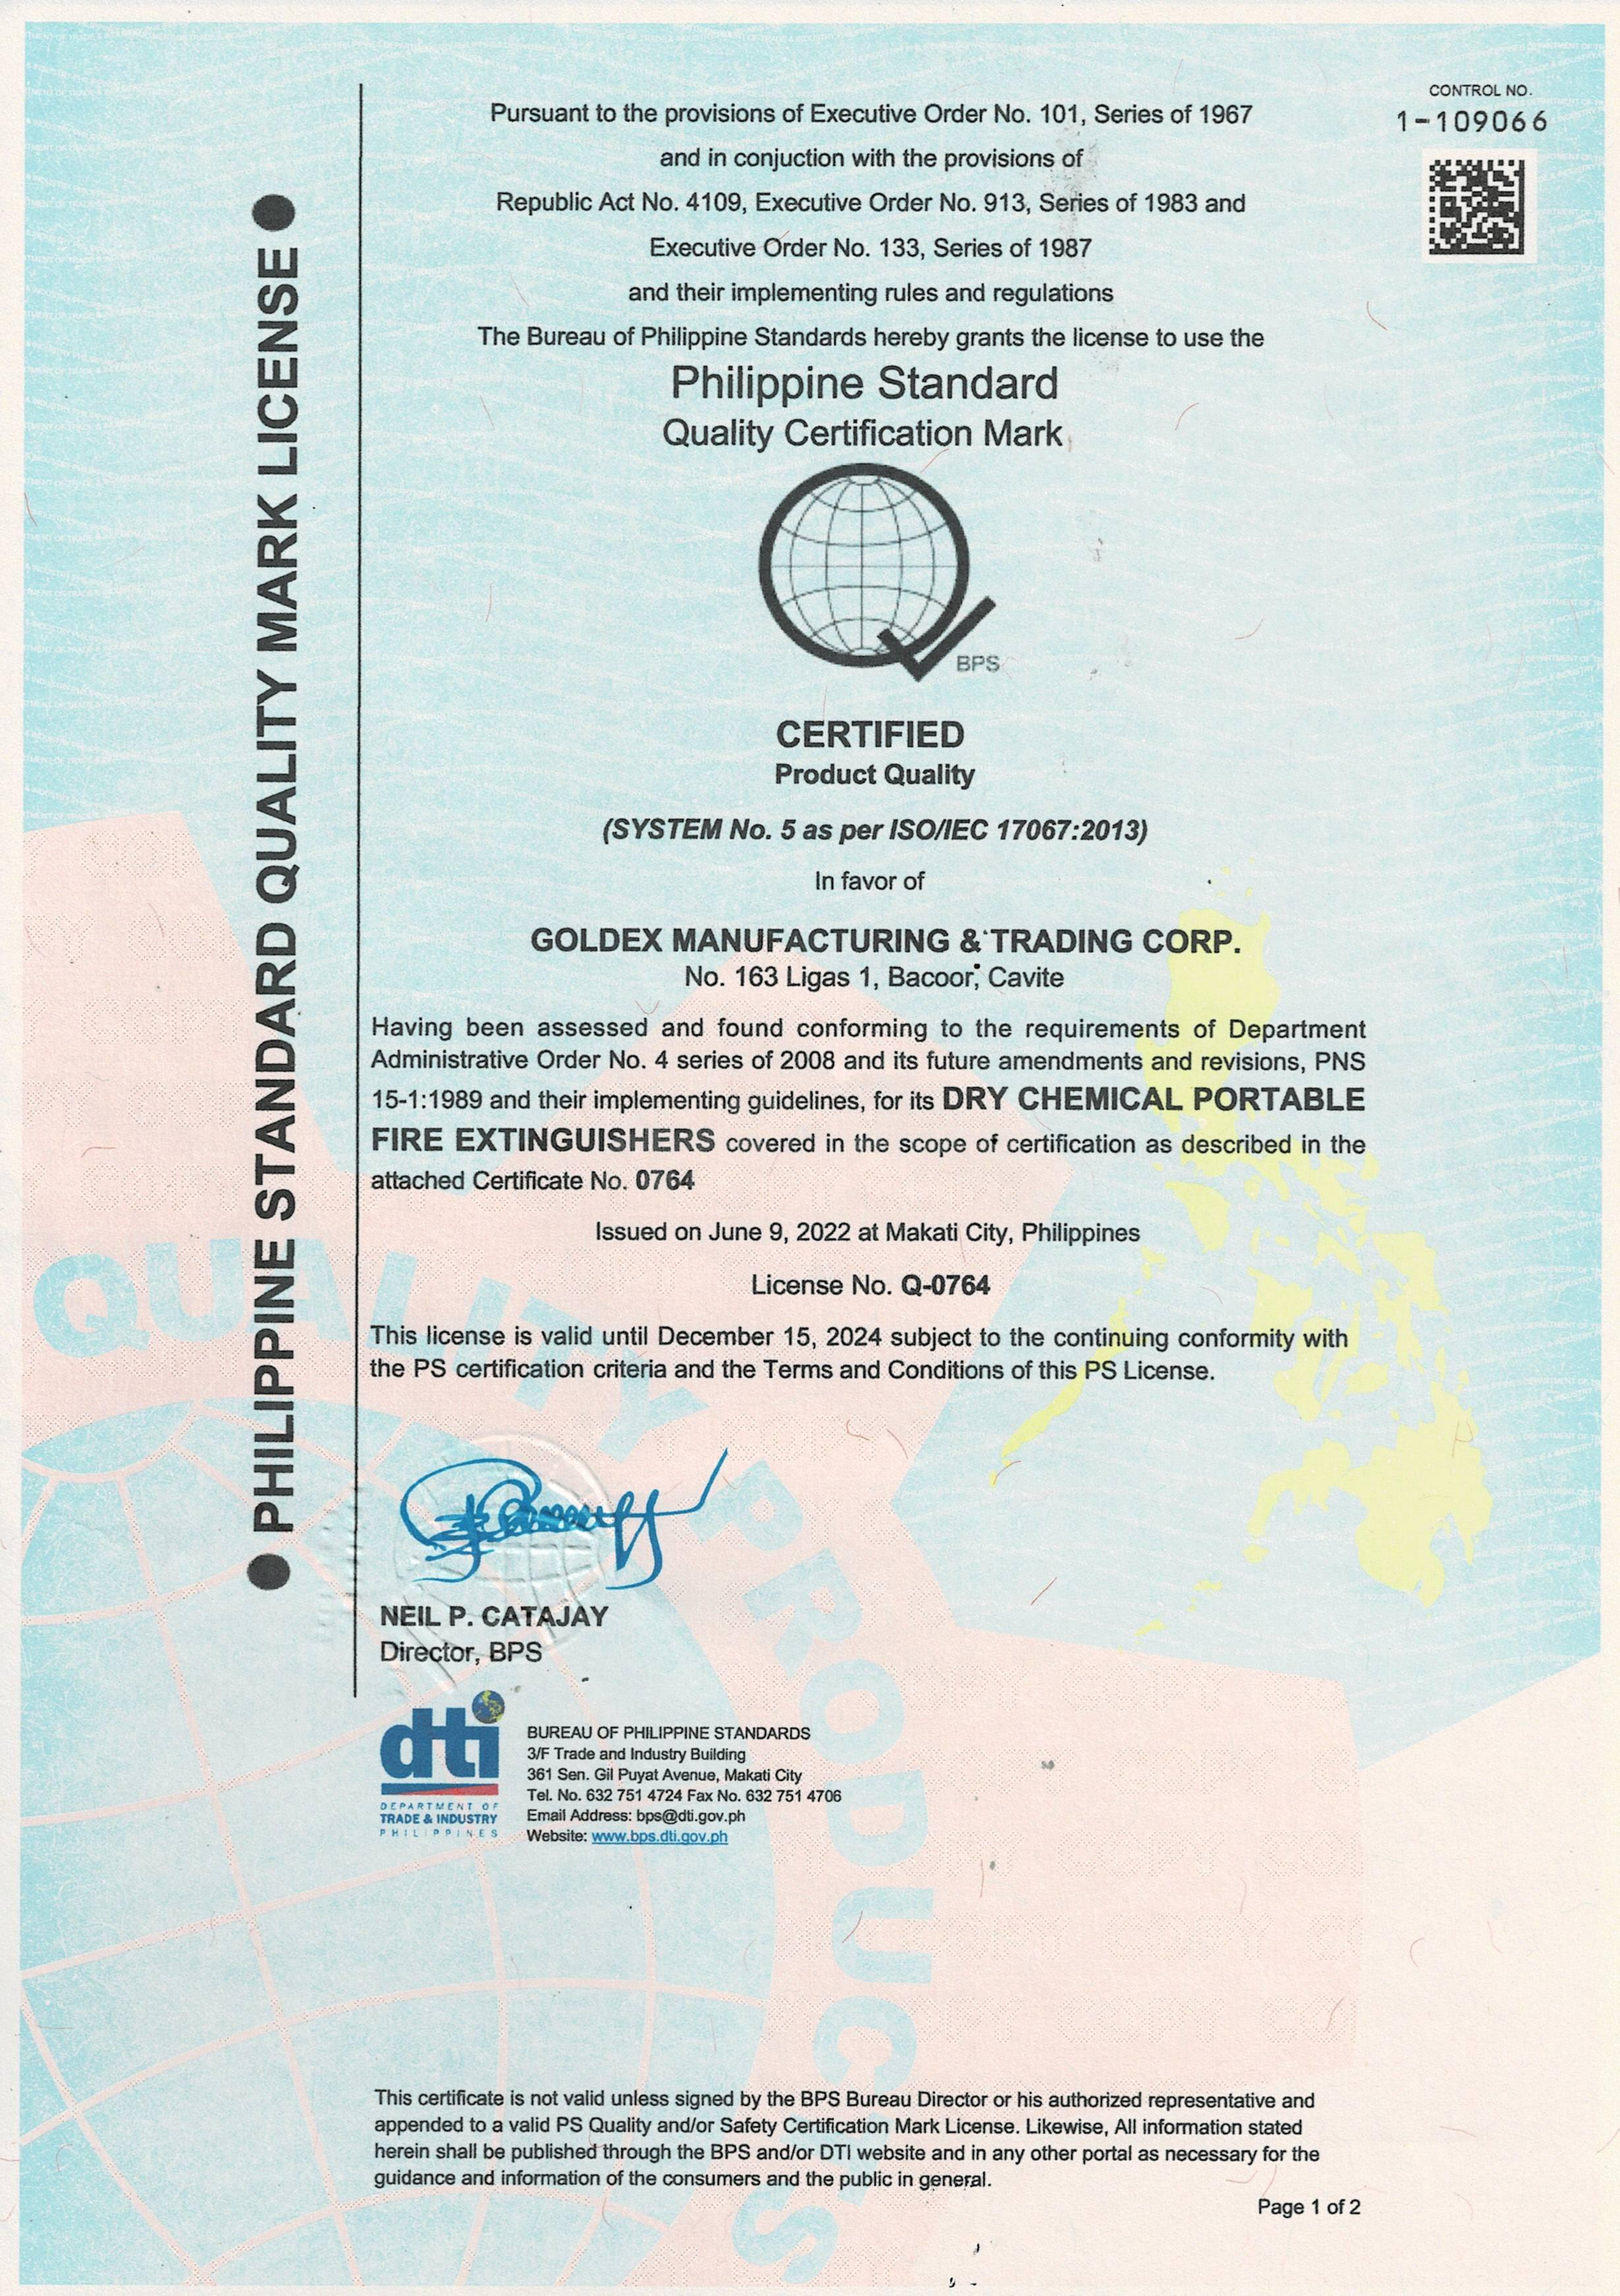 CONTROL NO.
1-109066
● PHILIPPINE STANDARD QUALITY MARK LICENSE ●
Pursuant to the provisions of Executive Order No. 101, Series of 1967
and in conjuction with the provisions of
Republic Act No. 4109, Executive Order No. 913, Series of 1983 and
Executive Order No. 133, Series of 1987
and their implementing rules and regulations
The Bureau of Philippine Standards hereby grants the license to use the
Philippine Standard
Quality Certification Mark
BPS
CERTIFIED
Product Quality
(SYSTEM No. 5 as per ISO/IEC 17067:2013)
In favor of
GOLDEX MANUFACTURING & TRADING CORP.
No. 163 Ligas 1, Bacoor, Cavite
Having been assessed and found conforming to the requirements of Department
Administrative Order No. 4 series of 2008 and its future amendments and revisions, PNS
15-1:1989 and their implementing guidelines, for its DRY CHEMICAL PORTABLE
FIRE EXTINGUISHERS covered in the scope of certification as described in the
attached Certificate No. 0764
Issued on June 9, 2022 at Makati City, Philippines
License No. Q-0764
This license is valid until December 15, 2024 subject to the continuing conformity with
the PS certification criteria and the Terms and Conditions of this PS License.
QUALITY PRODUCTS
NEIL P. CATAJAY
Director, BPS
dti
DEPARTMENT OF
TRADE & INDUSTRY
PHILIPPINES
BUREAU OF PHILIPPINE STANDARDS
3/F Trade and Industry Building
361 Sen. Gil Puyat Avenue, Makati City
Tel. No. 632 751 4724 Fax No. 632 751 4706
Email Address: bps@dti.gov.ph
Website: www.bps.dti.gov.ph
This certificate is not valid unless signed by the BPS Bureau Director or his authorized representative and
appended to a valid PS Quality and/or Safety Certification Mark License. Likewise, All information stated
herein shall be published through the BPS and/or DTI website and in any other portal as necessary for the
guidance and information of the consumers and the public in general.
Page 1 of 2